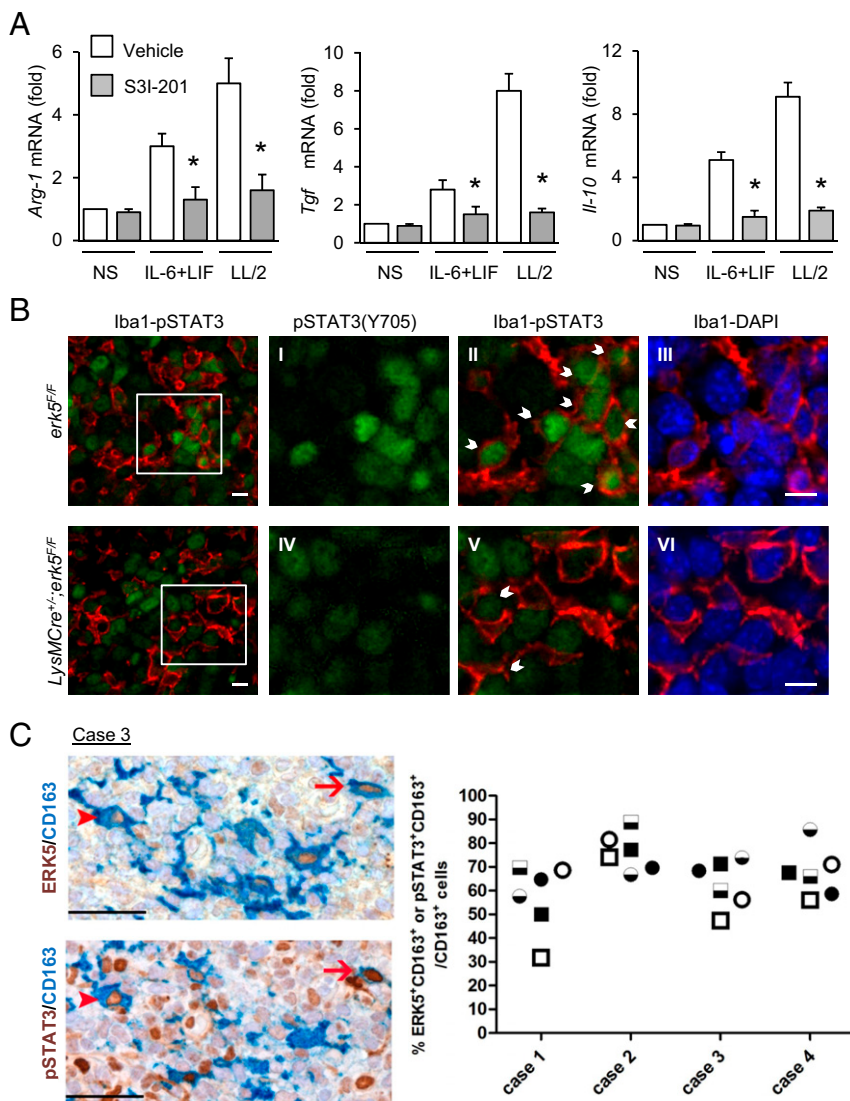 A
Vehicle
S3I-201
Arg-1 mRNA (fold)
6
4
2
0
NS
IL-6+LIF
LL/2
*
*
Tgf mRNA (fold)
10
8
6
4
2
0
NS
IL-6+LIF
LL/2
*
*
Il-10 mRNA (fold)
12
9
6
3
0
NS
IL-6+LIF
LL/2
*
*
B
Iba1-pSTAT3
pSTAT3(Y705)
Iba1-pSTAT3
Iba1-DAPI
erk5F/F
I
II
III
LysMCre+/-;erk5F/F
IV
V
VI
C
Case 3
ERK5/CD163
pSTAT3/CD163
% ERK5+CD163+ or pSTAT3+CD163+
/CD163+ cells
100
90
80
70
60
50
40
30
20
10
0
case 1
case 2
case 3
case 4